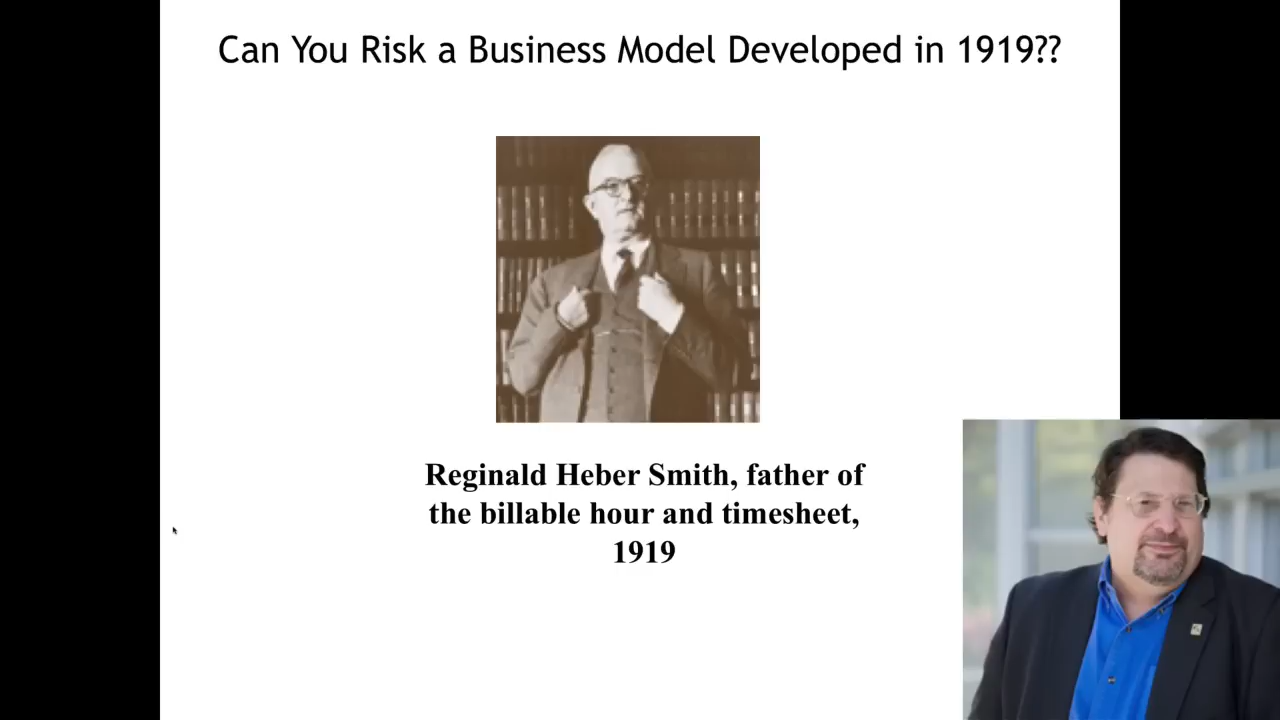 Can You Risk a Business Model Developed in 1919??
Reginald Heber Smith, father of
the billable hour and timesheet,
1919